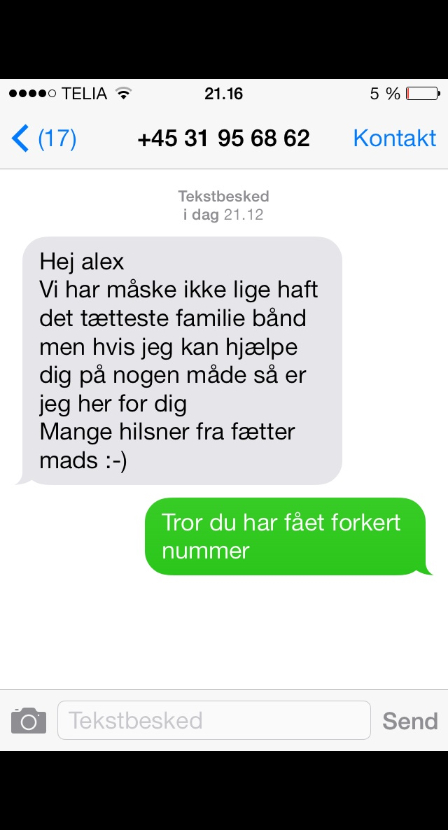 TELIA 21.16 5 %
(17) +45 31 95 68 62 Kontakt
Tekstbesked
i dag 21.12
Hej alex
Vi har måske ikke lige haft
det tætteste familie bånd
men hvis jeg kan hjælpe
dig på nogen måde så er
jeg her for dig
Mange hilsner fra fætter
mads :-)
Tror du har fået forkert
nummer
Tekstbesked Send